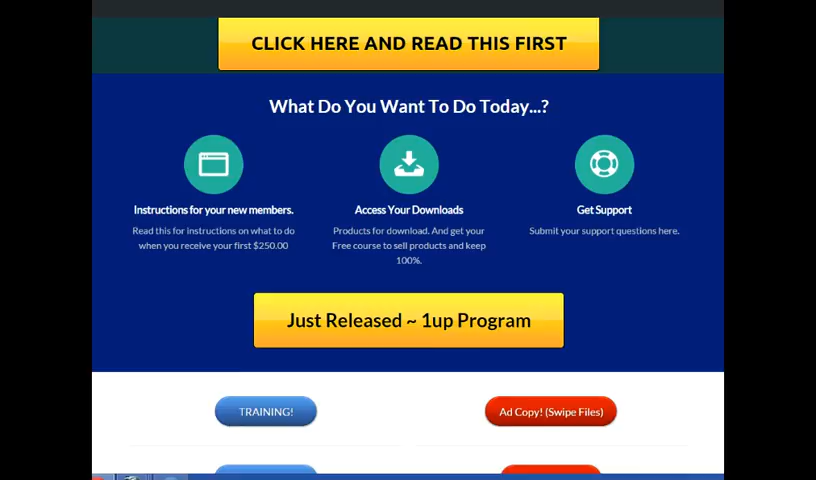 CLICK HERE AND READ THIS FIRST
What Do You Want To Do Today...?
Instructions for your new members.
Read this for instructions on what to do
when you receive your first $250.00
Access Your Downloads
Products for download. And get your
Free course to sell products and keep
100%.
Get Support
Submit your support questions here.
Just Released ~ 1up Program
TRAINING!
Ad Copy! (Swipe Files)